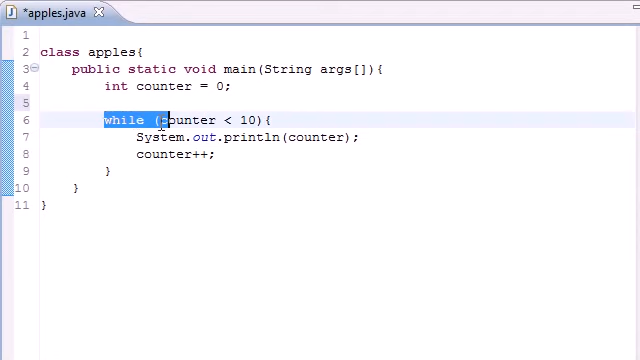 *apples.java
1
2 class apples{
3 public static void main(String args[]){
4 int counter = 0;
5
6 while (counter < 10){
7 System.out.println(counter);
8 counter++;
9 }
10 }
11 }